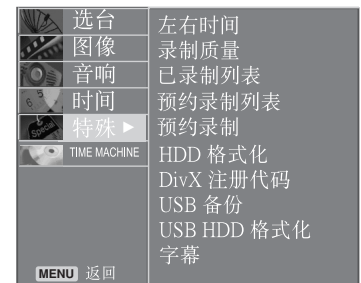 选台
图像
音响
时间
Special
特殊 ►
TIME MACHINE
MENU 返回
左右时间
录制质量
已录制列表
预约录制列表
预约录制
HDD 格式化
DivX 注册代码
USB 备份
USB HDD 格式化
字幕